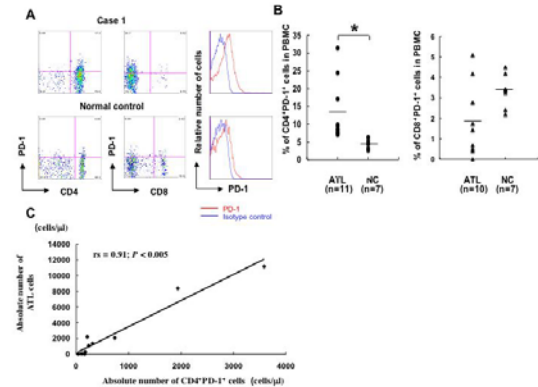 A
Case 1
Normal control
PD-1
PD-1
CD4
CD8
Relative number of cells
PD-1
PD-1
Isotype control
B
% of CD4⁺PD-1⁺ cells in PBMC
35
30
25
20
15
10
5
0
*
ATL
(n=11)
NC
(n=7)
% of CD8⁺PD-1⁺ cells in PBMC
6
5
4
3
2
1
0
ATL
(n=10)
NC
(n=7)
C
(cells/µl)
Absolute number of
ATL cells
14000
12000
10000
8000
6000
4000
2000
0
rs = 0.91; P < 0.005
0
1000
2000
3000
4000
Absolute number of CD4⁺PD-1⁺ cells (cells/µl)